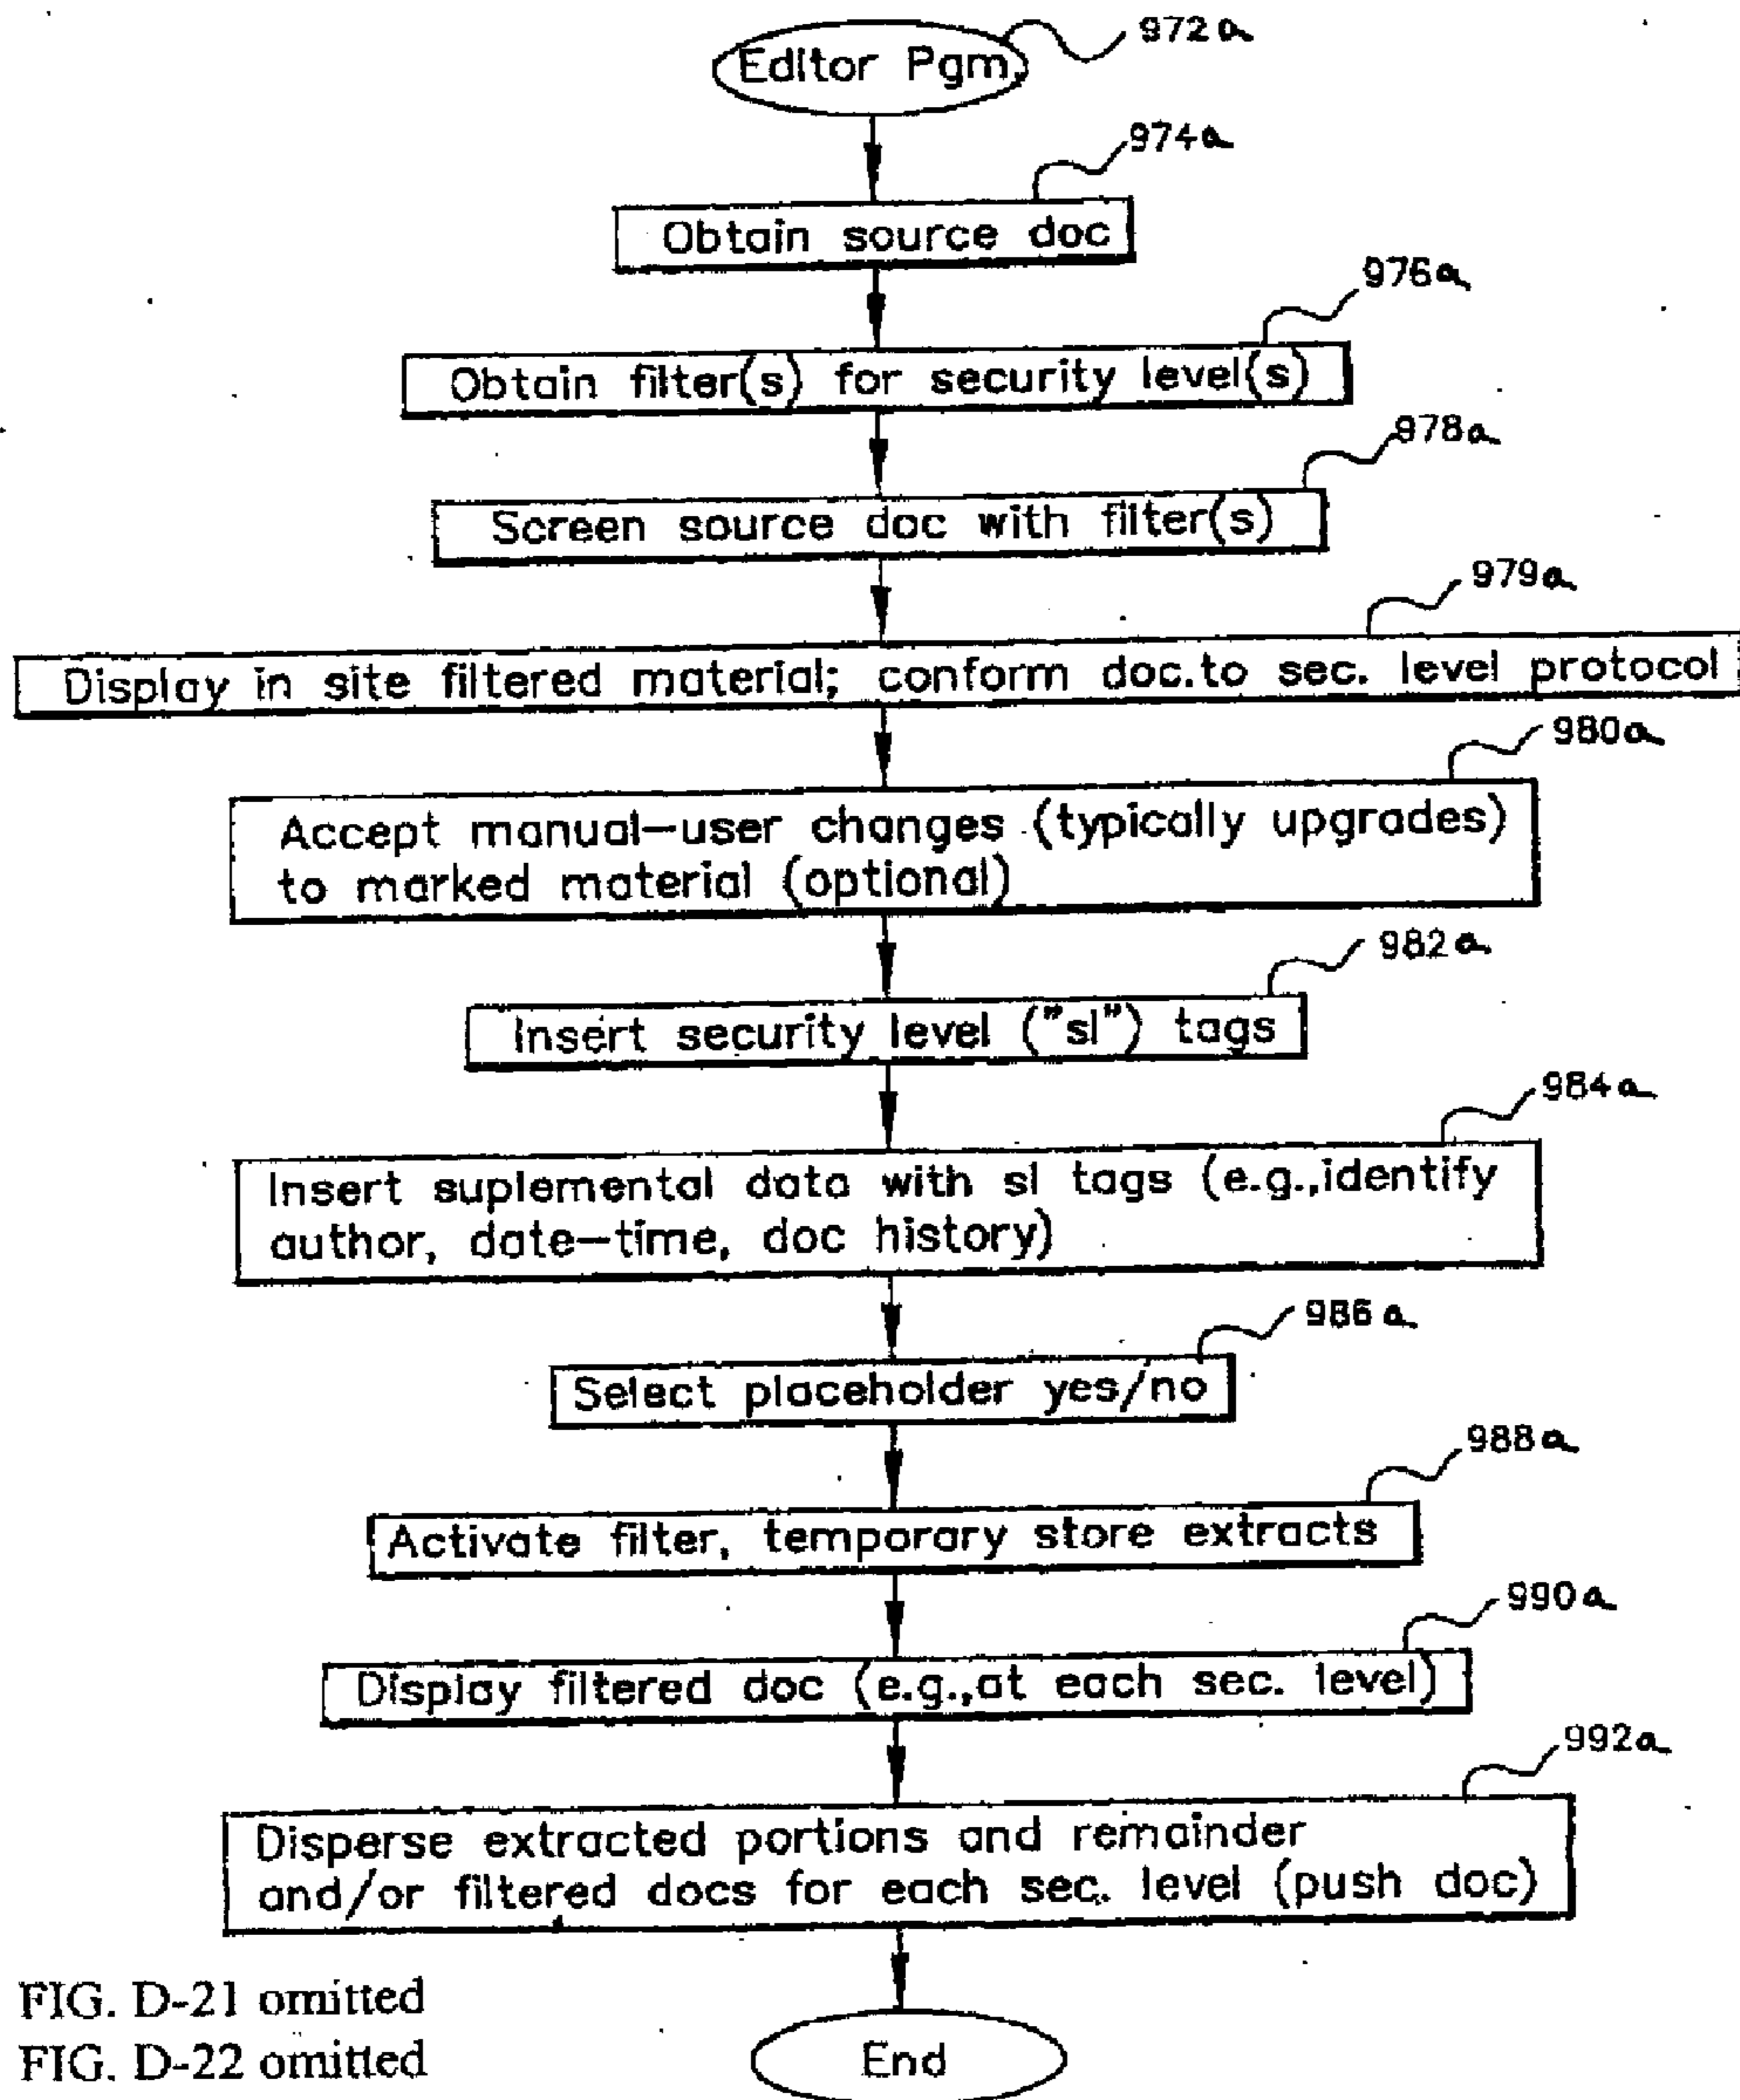 972a
Editor Pgm.
974a
Obtain source doc
976a
Obtain filter(s) for security level(s)
978a
Screen source doc with filter(s)
979a
Display in site filtered material; conform doc.to sec. level protocol
980a
Accept manual-user changes (typically upgrades)
to marked material (optional)
982a
Insert security level ("sl") tags
984a
Insert suplemental data with sl tags (e.g.,identify
author, date-time, doc history)
986a
Select placeholder yes/no
988a
Activate filter, temporary store extracts
990a
Display filtered doc (e.g.,at each sec. level)
992a
Disperse extracted portions and remainder
and/or filtered docs for each sec. level (push doc)
FIG. D-21 omitted
FIG. D-22 omitted
End